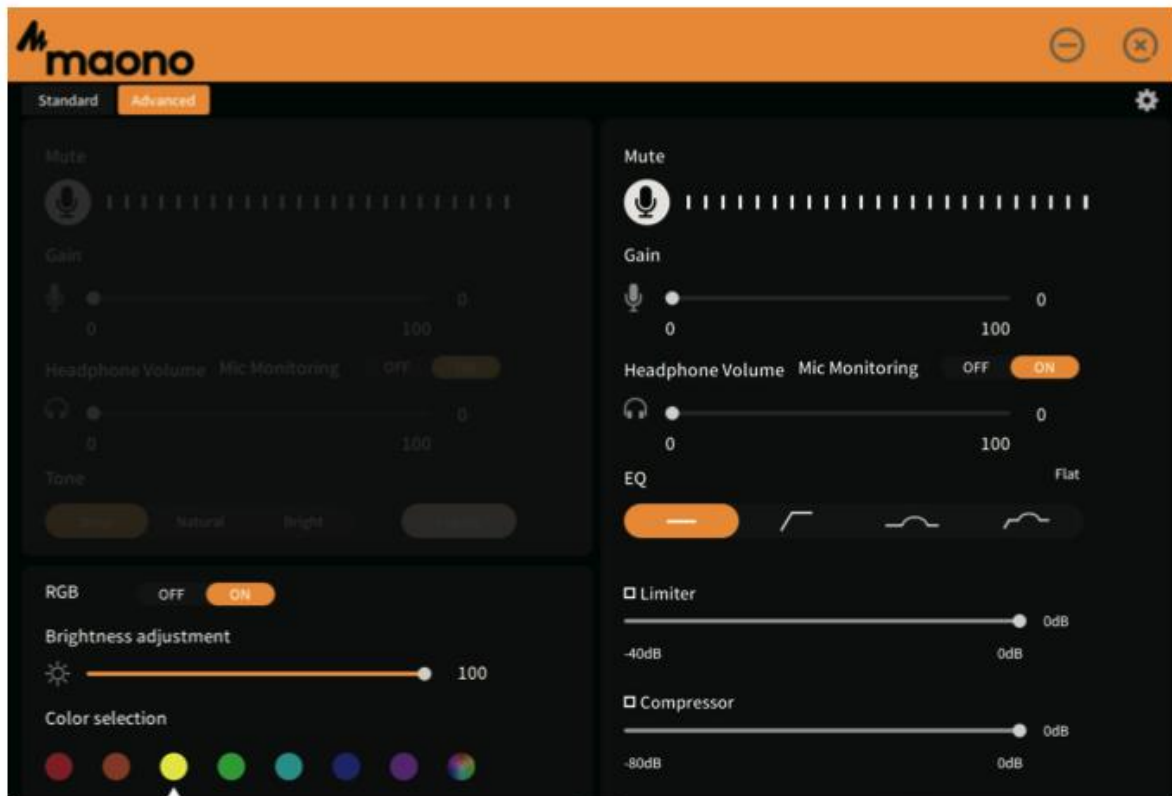 maono
Standard Advanced
Mute
Gain
0
0 100
Headphone Volume Mic Monitoring OFF ON
0
0 100
Tone
Natural Bright
RGB OFF ON
Brightness adjustment
100
Color selection
Mute
Gain
0
0 100
Headphone Volume Mic Monitoring OFF ON
0
0 100
EQ Flat
Limiter
0dB
-40dB 0dB
Compressor
0dB
-80dB 0dB